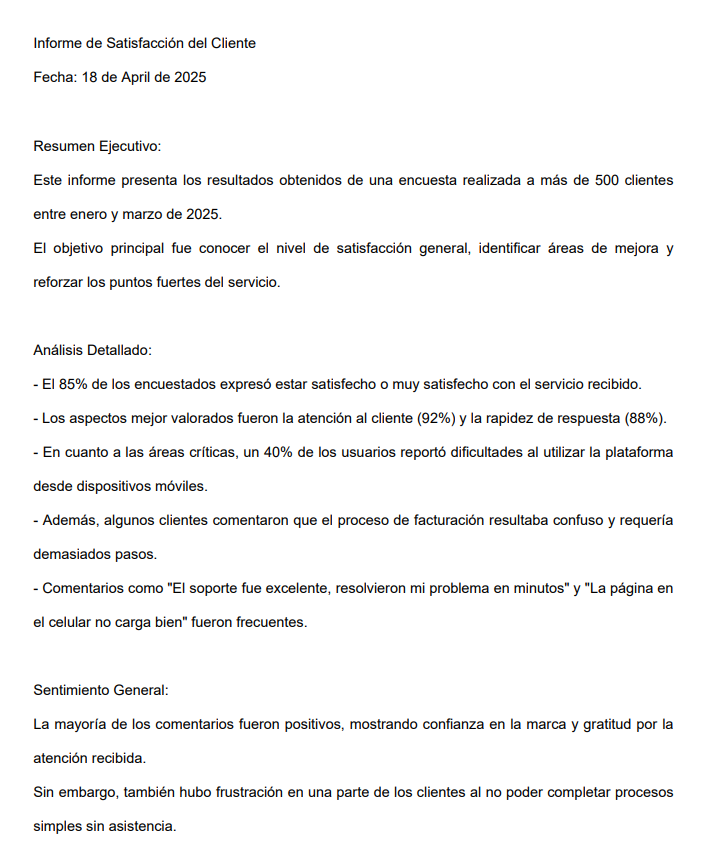 Informe de Satisfacción del Cliente
Fecha: 18 de April de 2025
Resumen Ejecutivo:
Este informe presenta los resultados obtenidos de una encuesta realizada a más de 500 clientes
entre enero y marzo de 2025.
El objetivo principal fue conocer el nivel de satisfacción general, identificar áreas de mejora y
reforzar los puntos fuertes del servicio.
Análisis Detallado:
- El 85% de los encuestados expresó estar satisfecho o muy satisfecho con el servicio recibido.
- Los aspectos mejor valorados fueron la atención al cliente (92%) y la rapidez de respuesta (88%).
- En cuanto a las áreas críticas, un 40% de los usuarios reportó dificultades al utilizar la plataforma
desde dispositivos móviles.
- Además, algunos clientes comentaron que el proceso de facturación resultaba confuso y requería
demasiados pasos.
- Comentarios como "El soporte fue excelente, resolvieron mi problema en minutos" y "La página en
el celular no carga bien" fueron frecuentes.
Sentimiento General:
La mayoría de los comentarios fueron positivos, mostrando confianza en la marca y gratitud por la
atención recibida.
Sin embargo, también hubo frustración en una parte de los clientes al no poder completar procesos
simples sin asistencia.